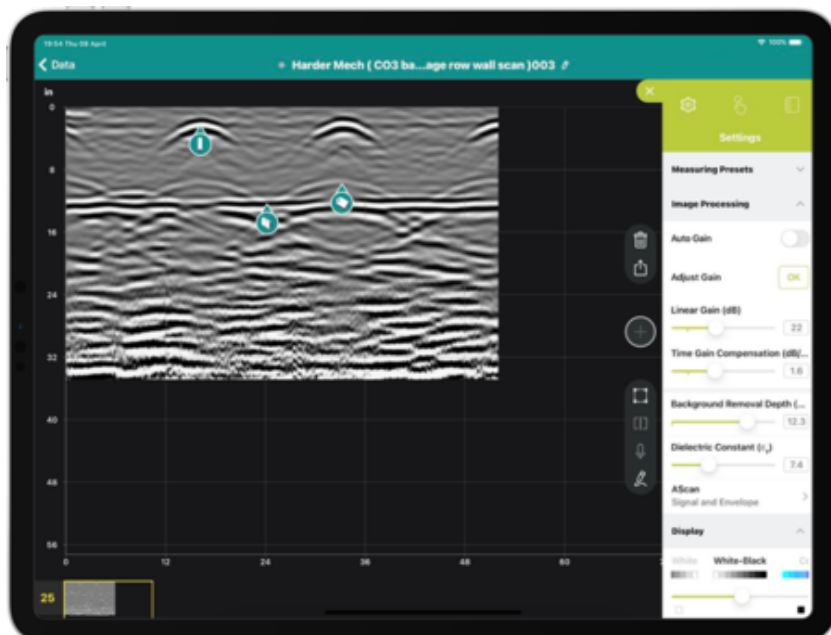 19:54 Thu 08 April
100%
Data
Harder Mech ( CO3 ba...age row wall scan )003
in
0
8
16
24
32
40
48
56
0
12
24
36
48
60
25
Settings
Measuring Presets
Image Processing
Auto Gain
Adjust Gain
OK
Linear Gain (dB)
22
Time Gain Compensation (dB/...
1.6
Background Removal Depth (...
12.3
Dielectric Constant (εr)
7.4
AScan
Signal and Envelope
Display
White
White-Black